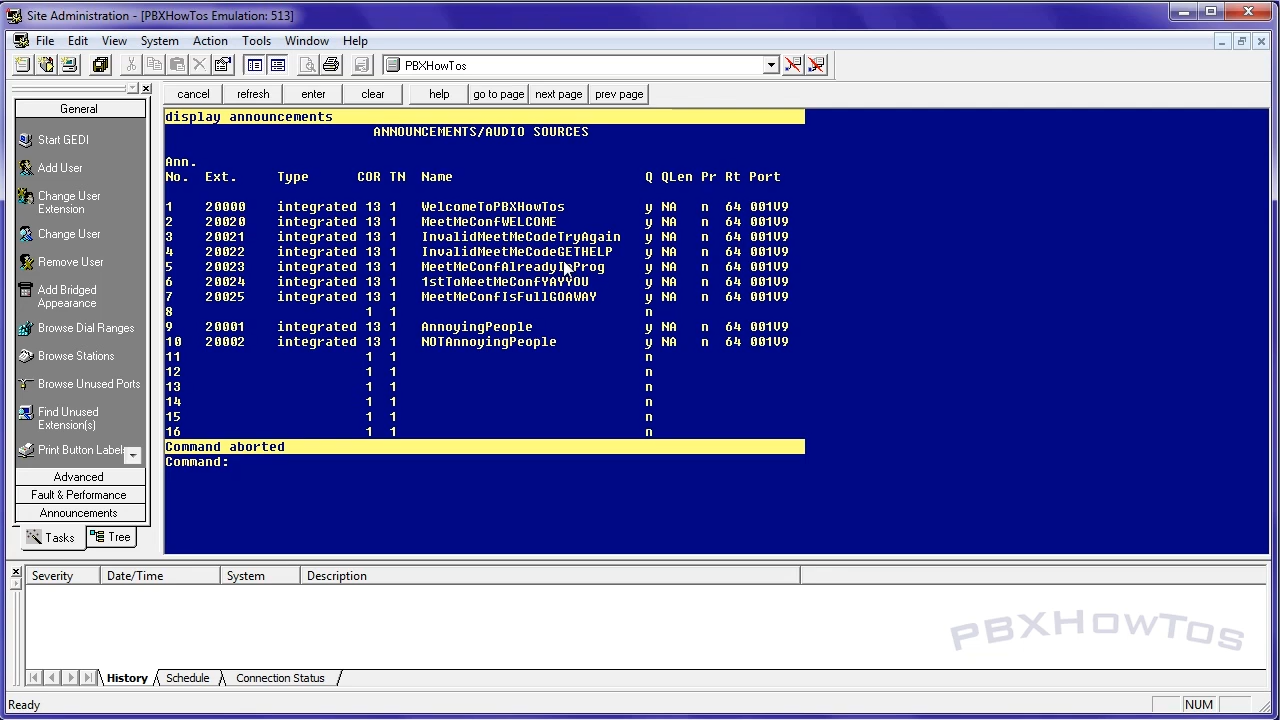 Site Administration - [PBXHowTos Emulation: 513]
File Edit View System Action Tools Window Help
PBXHowTos
General
Start GEDI
Add User
Change User
Extension
Change User
Remove User
Add Bridged
Appearance
Browse Dial Ranges
Browse Stations
Browse Unused Ports
Find Unused
Extension(s)
Print Button Labels
Advanced
Fault & Performance
Announcements
Tasks Tree
cancel refresh enter clear help go to page next page prev page
display announcements
ANNOUNCEMENTS/AUDIO SOURCES
Ann.
No. Ext. Type COR TN Name Q QLen Pr Rt Port
1 20000 integrated 13 1 WelcomeToPBXHowTos y NA n 64 001V9
2 20020 integrated 13 1 MeetMeConfWELCOME y NA n 64 001V9
3 20021 integrated 13 1 InvalidMeetMeCodeTryAgain y NA n 64 001V9
4 20022 integrated 13 1 InvalidMeetMeCodeGETHELP y NA n 64 001V9
5 20023 integrated 13 1 MeetMeConfAlreadyInProg y NA n 64 001V9
6 20024 integrated 13 1 1stToMeetMeConfYAYYOU y NA n 64 001V9
7 20025 integrated 13 1 MeetMeConfIsFullGOAWAY y NA n 64 001V9
8 1 1 n
9 20001 integrated 13 1 AnnoyingPeople y NA n 64 001V9
10 20002 integrated 13 1 NOTAnnoyingPeople y NA n 64 001V9
11 1 1 n
12 1 1 n
13 1 1 n
14 1 1 n
15 1 1 n
16 1 1 n
Command aborted
Command:
Severity Date/Time System Description
PBXHowTos
History Schedule Connection Status
Ready NUM